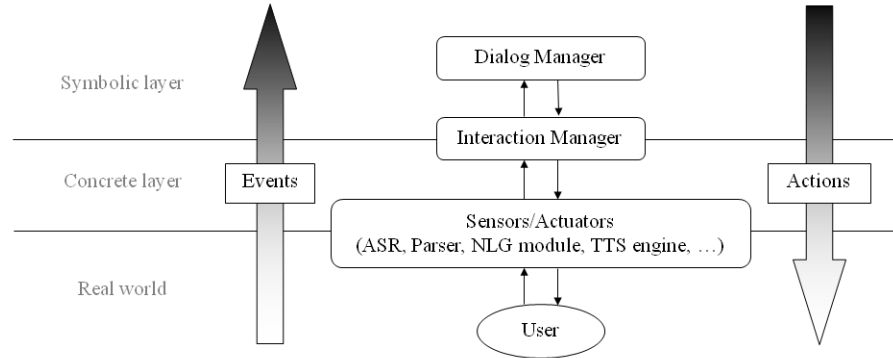 Dialog Manager
Symbolic layer
Interaction Manager
Concrete layer
Events
Actions
Sensors/Actuators
(ASR, Parser, NLG module, TTS engine, …)
Real world
User